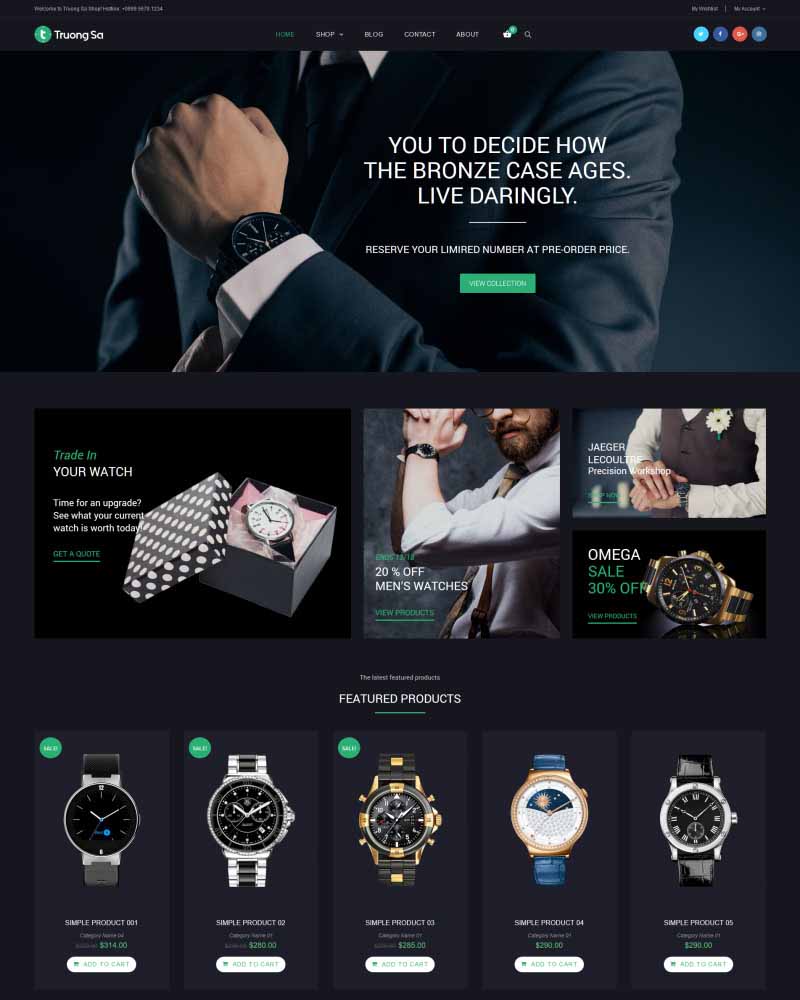 Welcome to Truong Sa Shop! Hotline: +0999 5678 1234
My Wishlist
My Account
t Truong Sa
HOME
SHOP
BLOG
CONTACT
ABOUT
0
YOU TO DECIDE HOW
THE BRONZE CASE AGES.
LIVE DARINGLY.
RESERVE YOUR LIMIRED NUMBER AT PRE-ORDER PRICE.
VIEW COLLECTION
Trade In
YOUR WATCH
Time for an upgrade?
See what your current
watch is worth today!
GET A QUOTE
ENDS 12/12
20 % OFF
MEN'S WATCHES
VIEW PRODUCTS
JAEGER
LECOULTRE
Precision Workshop
SHOP NOW
OMEGA
SALE
30% OFF
VIEW PRODUCTS
The latest featured products
FEATURED PRODUCTS
SALE!
SALE!
SALE!
SIMPLE PRODUCT 001
Category Name 04
$314.00
ADD TO CART
SIMPLE PRODUCT 02
Category Name 01
$280.00
ADD TO CART
SIMPLE PRODUCT 03
Category Name 01
$285.00
ADD TO CART
SIMPLE PRODUCT 04
Category Name 01
$290.00
ADD TO CART
SIMPLE PRODUCT 05
Category Name 01
$290.00
ADD TO CART